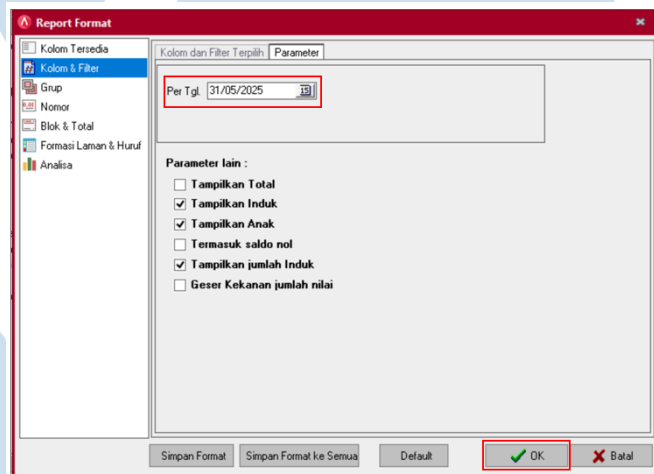 Report Format
Kolom Tersedia
Kolom & Filter
Grup
Nomor
Blok & Total
Formasi Laman & Huruf
Analisa
Kolom dan Filter Terpilih
Parameter
Per Tgl. 31/05/2025
Parameter lain :
Tampilkan Total
Tampilkan Induk
Tampilkan Anak
Termasuk saldo nol
Tampilkan jumlah Induk
Geser Kekanan jumlah nilai
Simpan Format
Simpan Format ke Semua
Default
OK
Batal